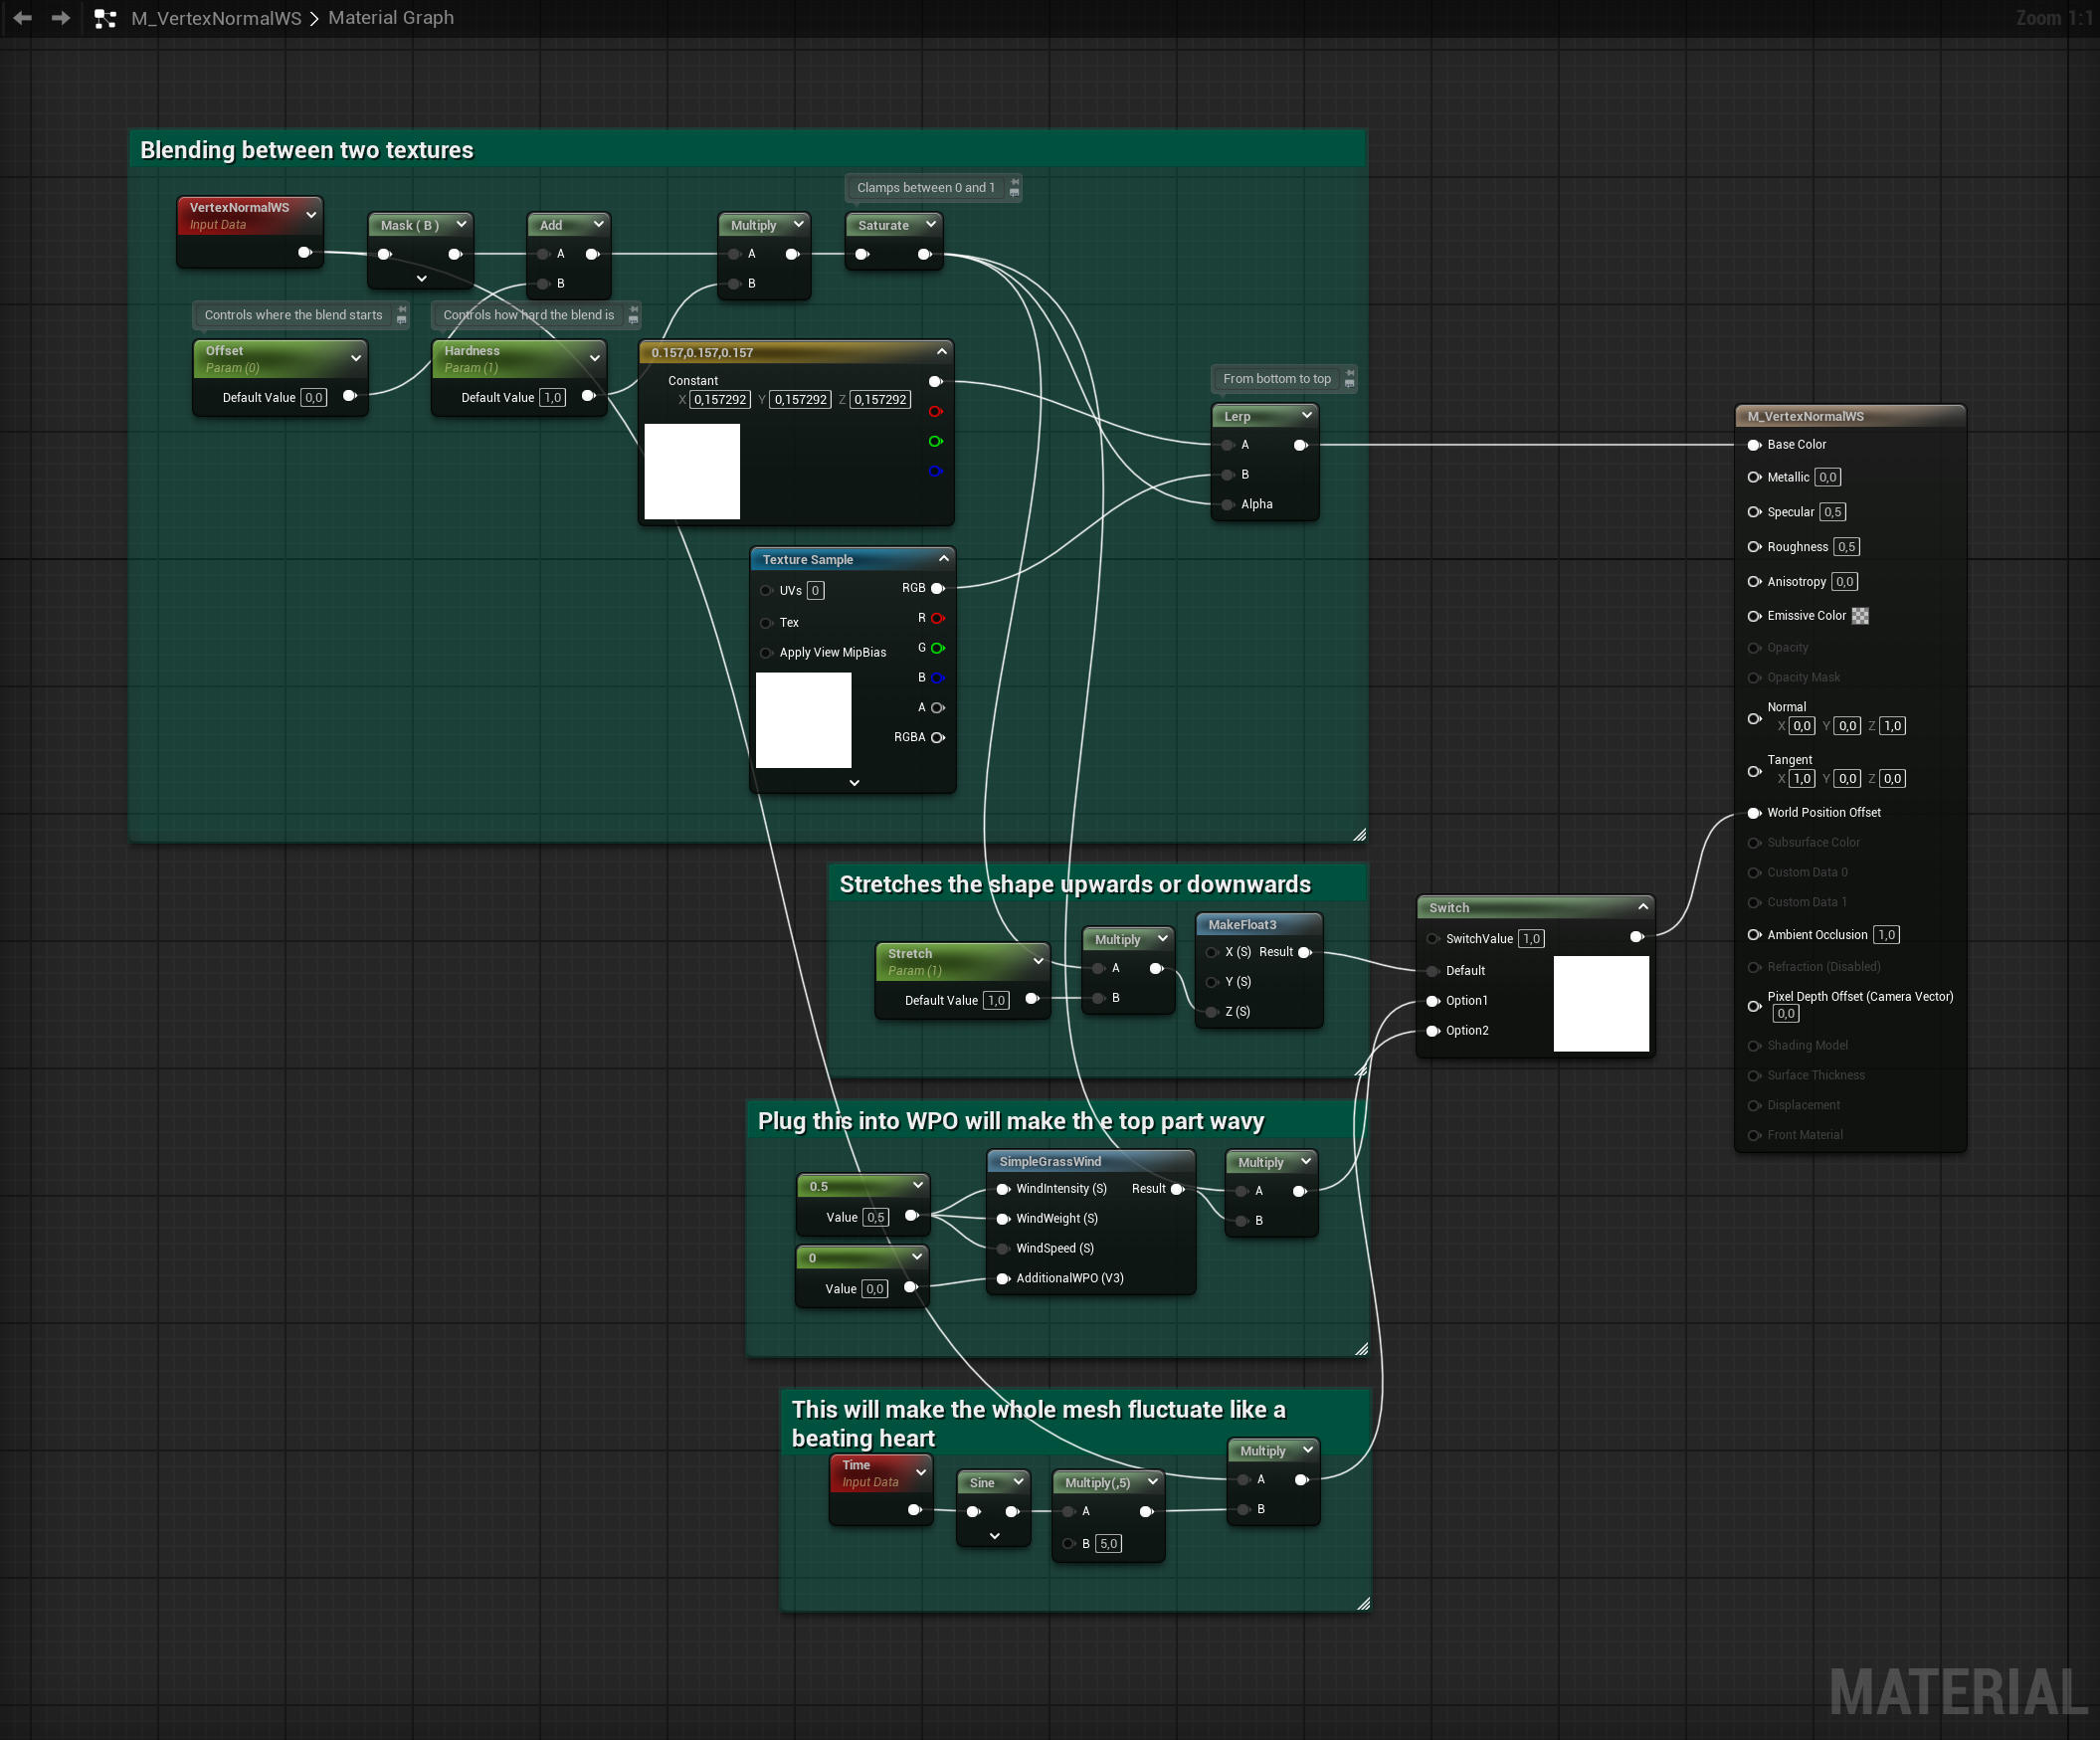 M_VertexNormalWS > Material Graph
Zoom 1:1
Blending between two textures
Clamps between 0 and 1
VertexNormalWS
Input Data
Mask ( B )
Add
A
B
Multiply
A
B
Saturate
Controls where the blend starts
Controls how hard the blend is
Offset
Param (0)
Default Value 0,0
Hardness
Param (1)
Default Value 1,0
0.157,0.157,0.157
Constant
X 0,157292 Y 0,157292 Z 0,157292
From bottom to top
Lerp
A
B
Alpha
Texture Sample
UVs 0 RGB
R
Tex
G
Apply View MipBias
B
A
RGBA
M_VertexNormalWS
Base Color
Metallic 0,0
Specular 0,5
Roughness 0,5
Anisotropy 0,0
Emissive Color
Opacity
Opacity Mask
Normal
X 0,0 Y 0,0 Z 1,0
Tangent
X 1,0 Y 0,0 Z 0,0
World Position Offset
Subsurface Color
Custom Data 0
Custom Data 1
Ambient Occlusion 1,0
Refraction (Disabled)
Pixel Depth Offset (Camera Vector)
0,0
Shading Model
Surface Thickness
Displacement
Front Material
Stretches the shape upwards or downwards
Stretch
Param (1)
Default Value 1,0
Multiply
A
B
MakeFloat3
X (S) Result
Y (S)
Z (S)
Switch
SwitchValue 1,0
Default
Option1
Option2
Plug this into WPO will make th e top part wavy
0.5
Value 0,5
0
Value 0,0
SimpleGrassWind
WindIntensity (S) Result
WindWeight (S)
WindSpeed (S)
AdditionalWPO (V3)
Multiply
A
B
This will make the whole mesh fluctuate like a
beating heart
Time
Input Data
Sine
Multiply(,5)
A
B 5,0
Multiply
A
B
MATERIAL